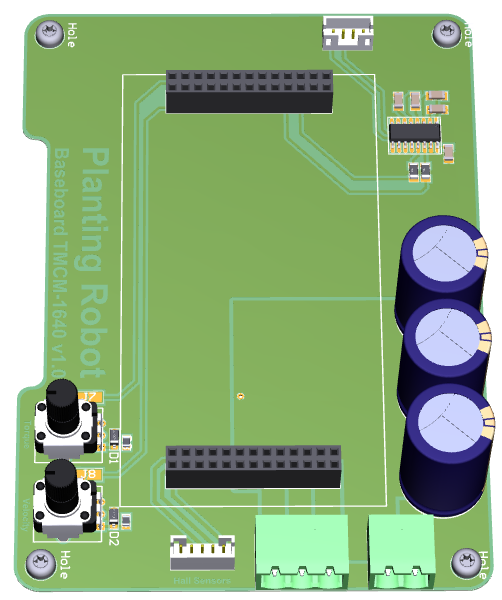 Hole
Hole
Planting Robot
Baseboard TMCM-1640 v1.0
J7
D1
J8
D2
Hole
Hall Sensors
Hole